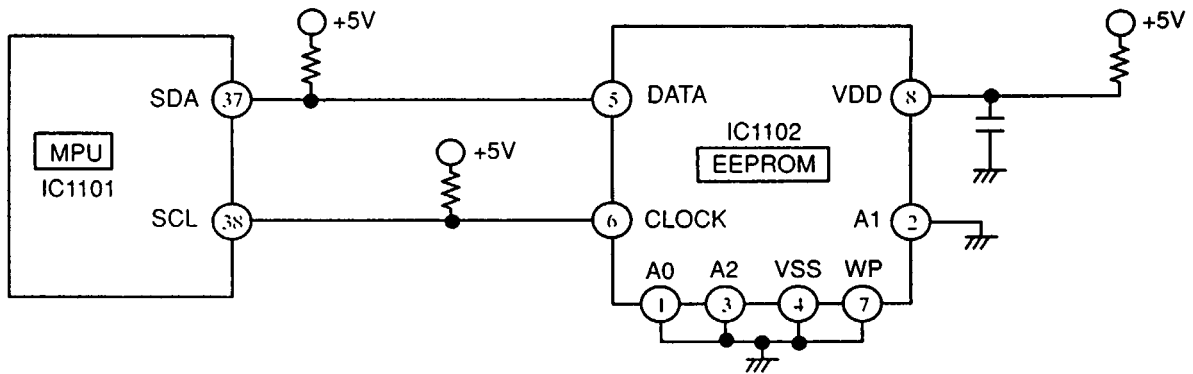 +5V
+5V
SDA 37
5 DATA
VDD 8
MPU
IC1101
+5V
IC1102
EEPROM
SCL 38
6 CLOCK
A1 2
A0 A2 VSS WP
1 3 4 7